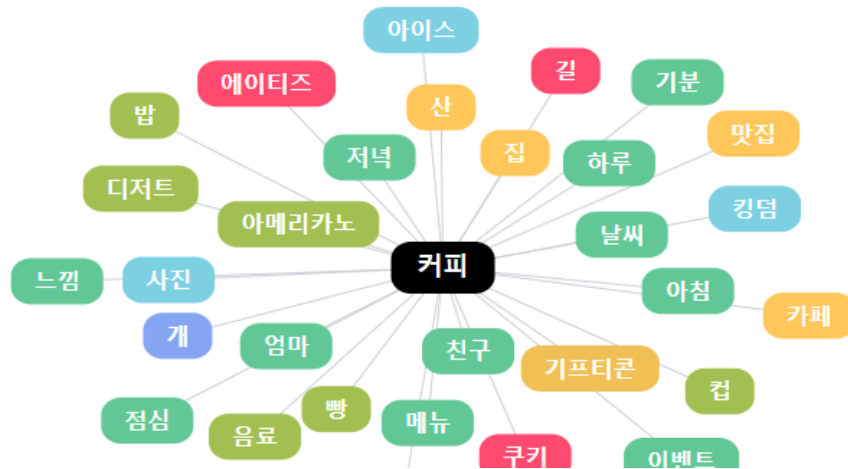 아이스
에이티즈
길
기분
밥
산
맛집
저녁
집
하루
디저트
아메리카노
킹덤
날씨
커피
느낌
사진
아침
카페
개
엄마
친구
기프티콘
컵
점심
음료
빵
메뉴
쿠키
이벤트